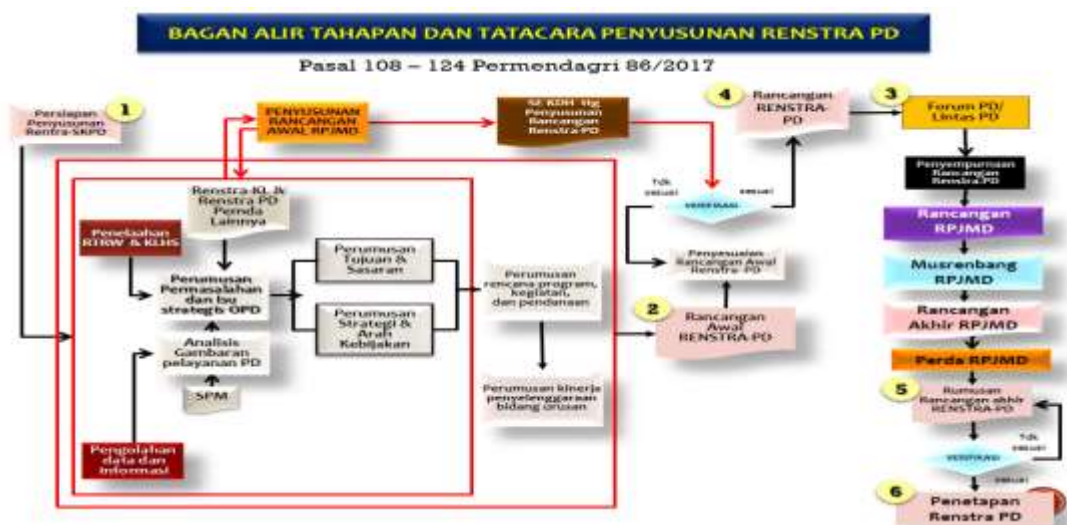 BAGAN ALIR TAHAPAN DAN TATACARA PENYUSUNAN RENSTRA PD
Pasal 108 – 124 Permendagri 86/2017
1
Persiapan
Penyusunan
Renstra-SKPD
PENYUSUNAN
RANCANGAN
AWAL RPJMD
SE KDH ttg
Penyusunan
Rancangan
Renstra-PD
4
Rancangan
RENSTRA-
PD
3
Forum PD/
Lintas PD
Penyempurnaan
Rancangan
Renstra-PD
Rancangan
RPJMD
Musrenbang
RPJMD
Rancangan
Akhir RPJMD
Perda RPJMD
5
Rumusan
Rancangan akhir
RENSTRA-PD
Tdk
sesuai
VERIFIKASI
sesuai
6
Penetapan
Renstra PD
Tdk
sesuai
sesuai
VERIFIKASI
Penyesuaian
Rancangan Awal
Renstra -PD
2
Rancangan
Awal
RENSTRA-PD
Renstra-KL &
Renstra PD
Pemda
Lainnya
Penelaahan
RTRW & KLHS
Perumusan
Permasalahan
dan Isu
strategis OPD
Analisis
Gambaran
pelayanan PD
SPM
Pengolahan
data dan
informasi
Perumusan
Tujuan &
Sasaran
Perumusan
Strategi &
Arah
Kebijakan
Perumusan
rencana program,
kegiatan,
dan pendanaan
Perumusan kinerja
penyelenggaraan
bidang urusan